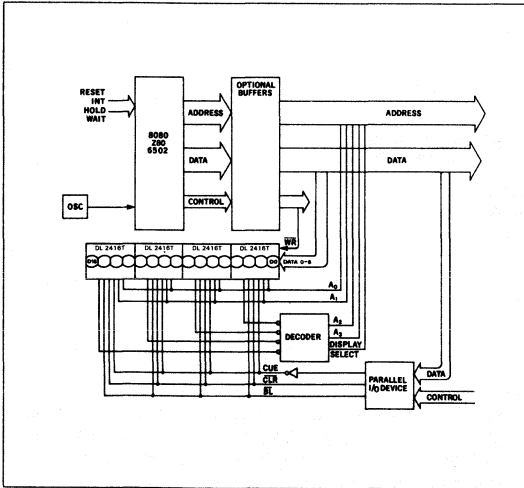 RESET
INT
HOLD
WAIT
8080
Z80
6502
OPTIONAL
BUFFERS
ADDRESS
ADDRESS
DATA
DATA
CONTROL
OSC
WR
DL 2416T
DL 2416T
DL 2416T
DL 2416T
D0
DATA 0-6
A0
A1
A2
A3
DECODER
DISPLAY
SELECT
CUE
CLR
BL
PARALLEL
I/O DEVICE
DATA
CONTROL